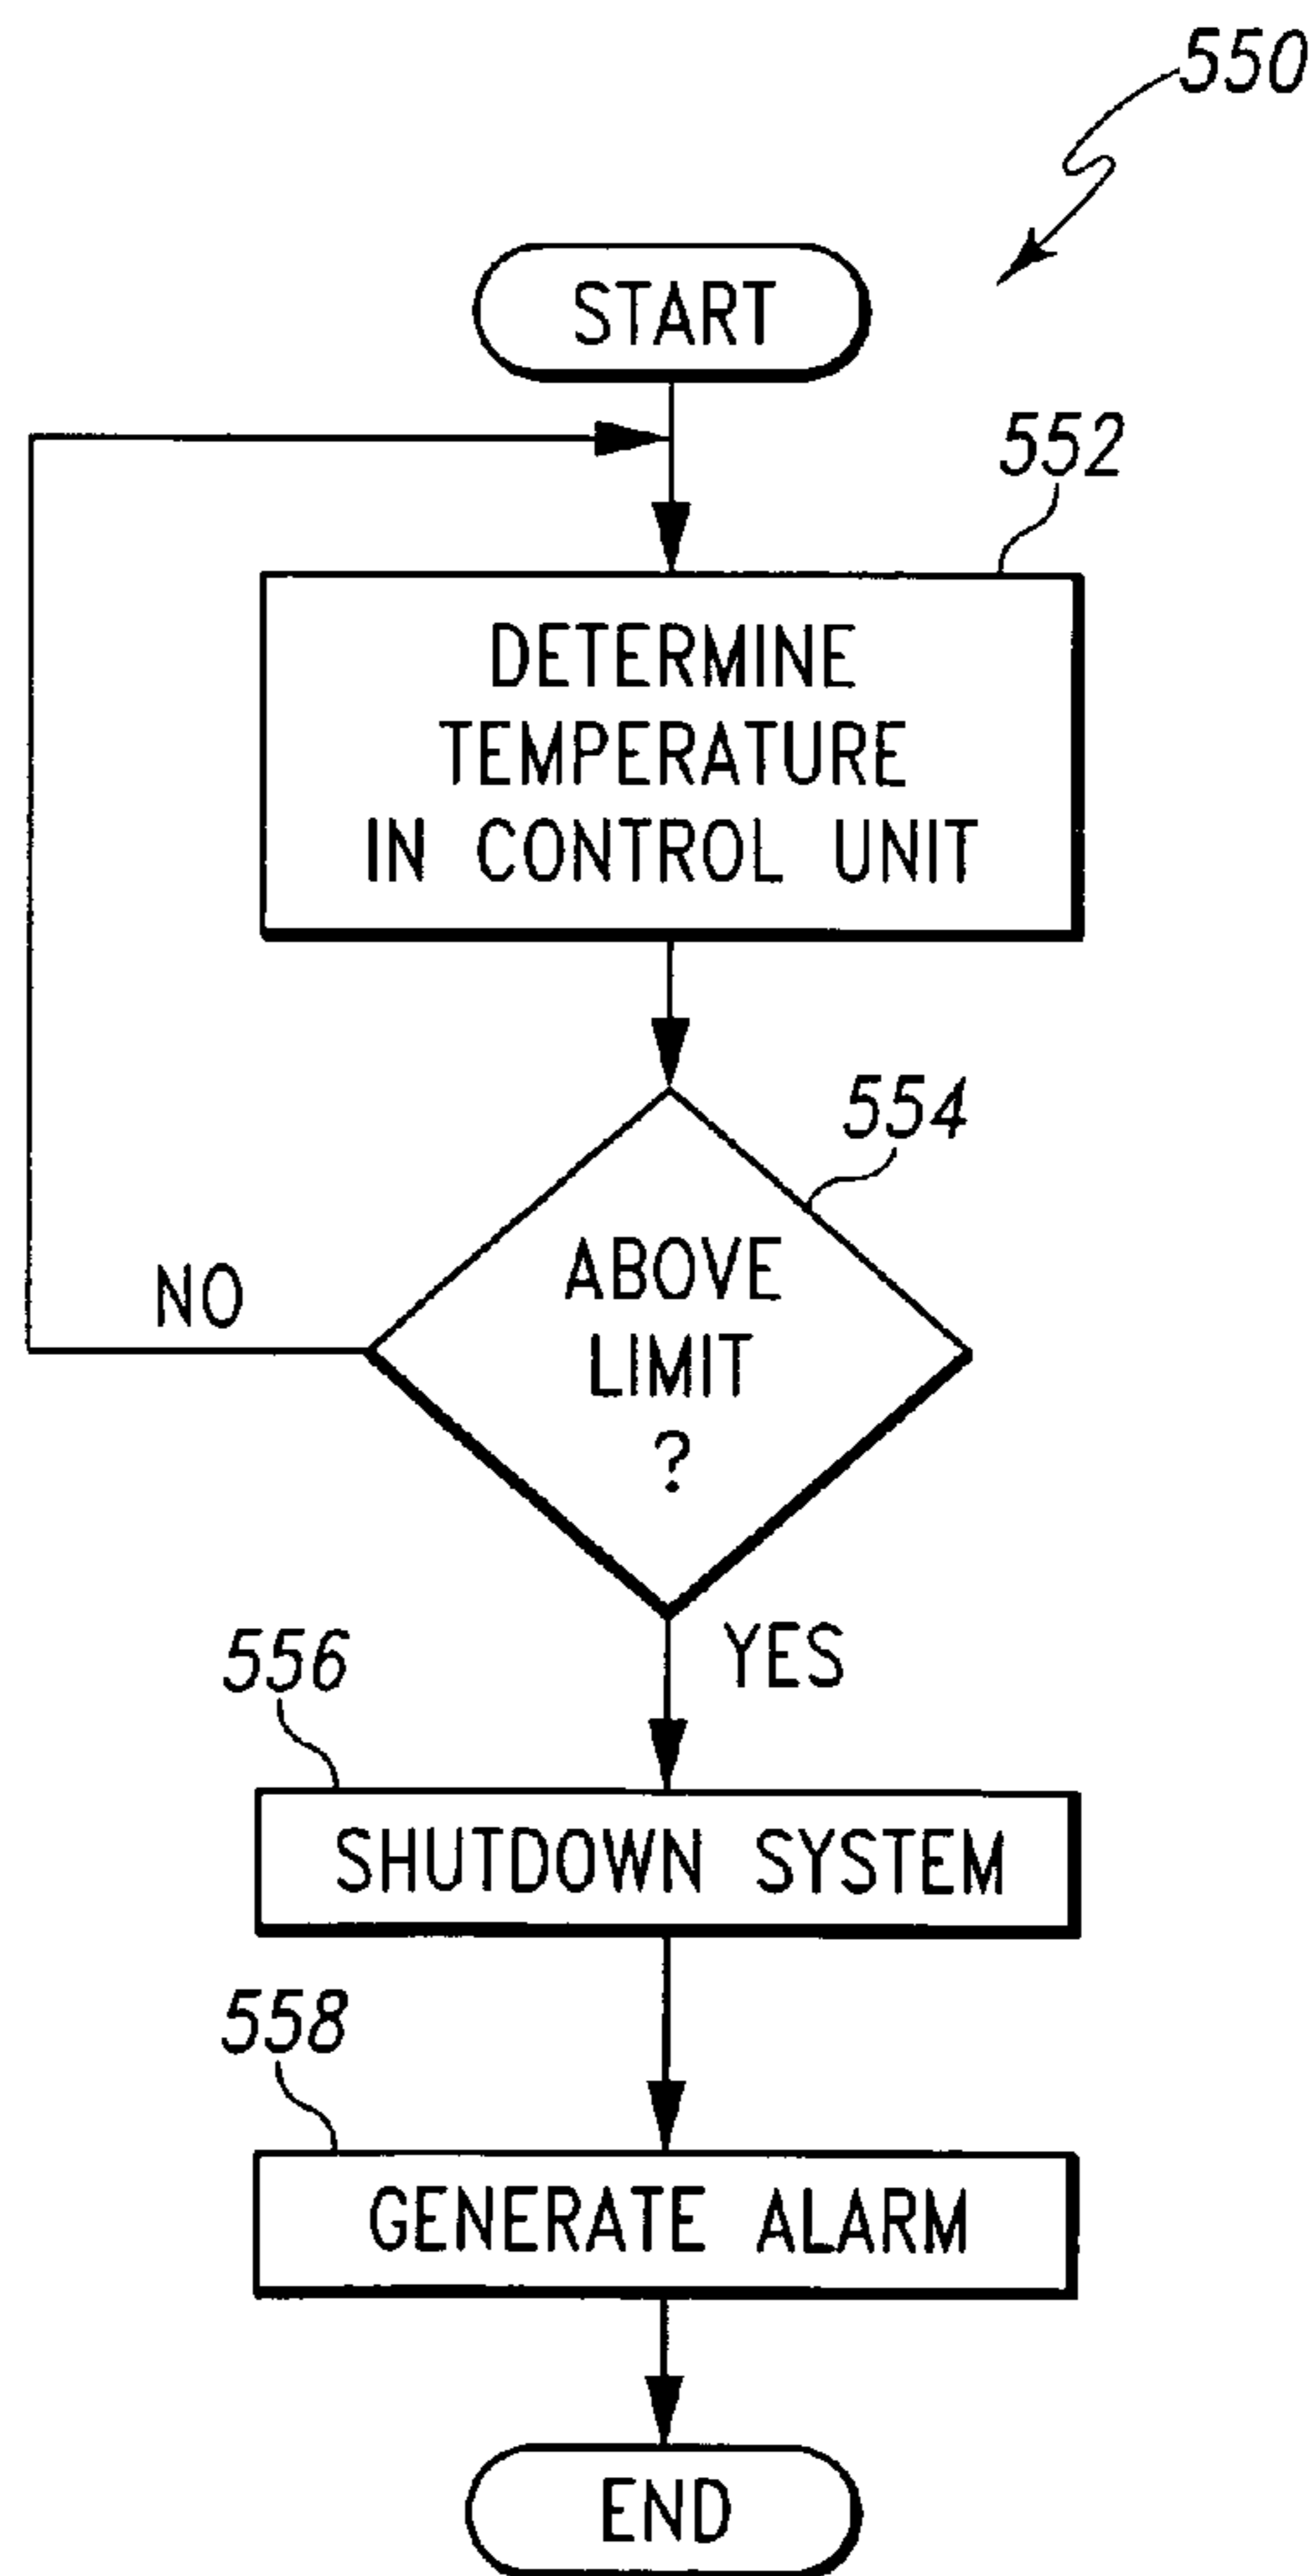 550
START
552
DETERMINE
TEMPERATURE
IN CONTROL UNIT
554
ABOVE
LIMIT
?
NO
YES
556
SHUTDOWN SYSTEM
558
GENERATE ALARM
END